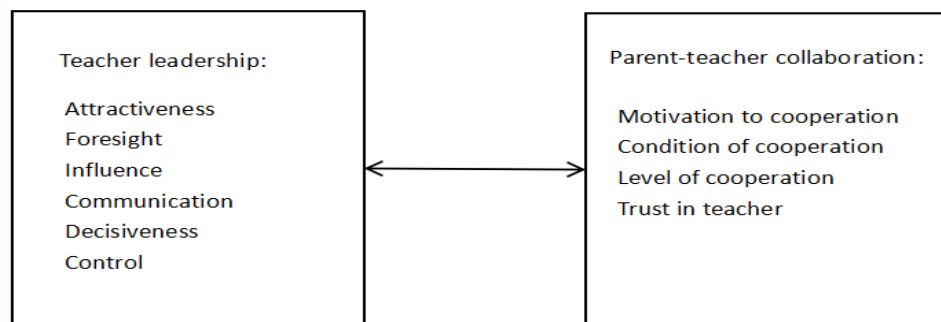 Teacher leadership:
Attractiveness
Foresight
Influence
Communication
Decisiveness
Control
Parent-teacher collaboration:
Motivation to cooperation
Condition of cooperation
Level of cooperation
Trust in teacher